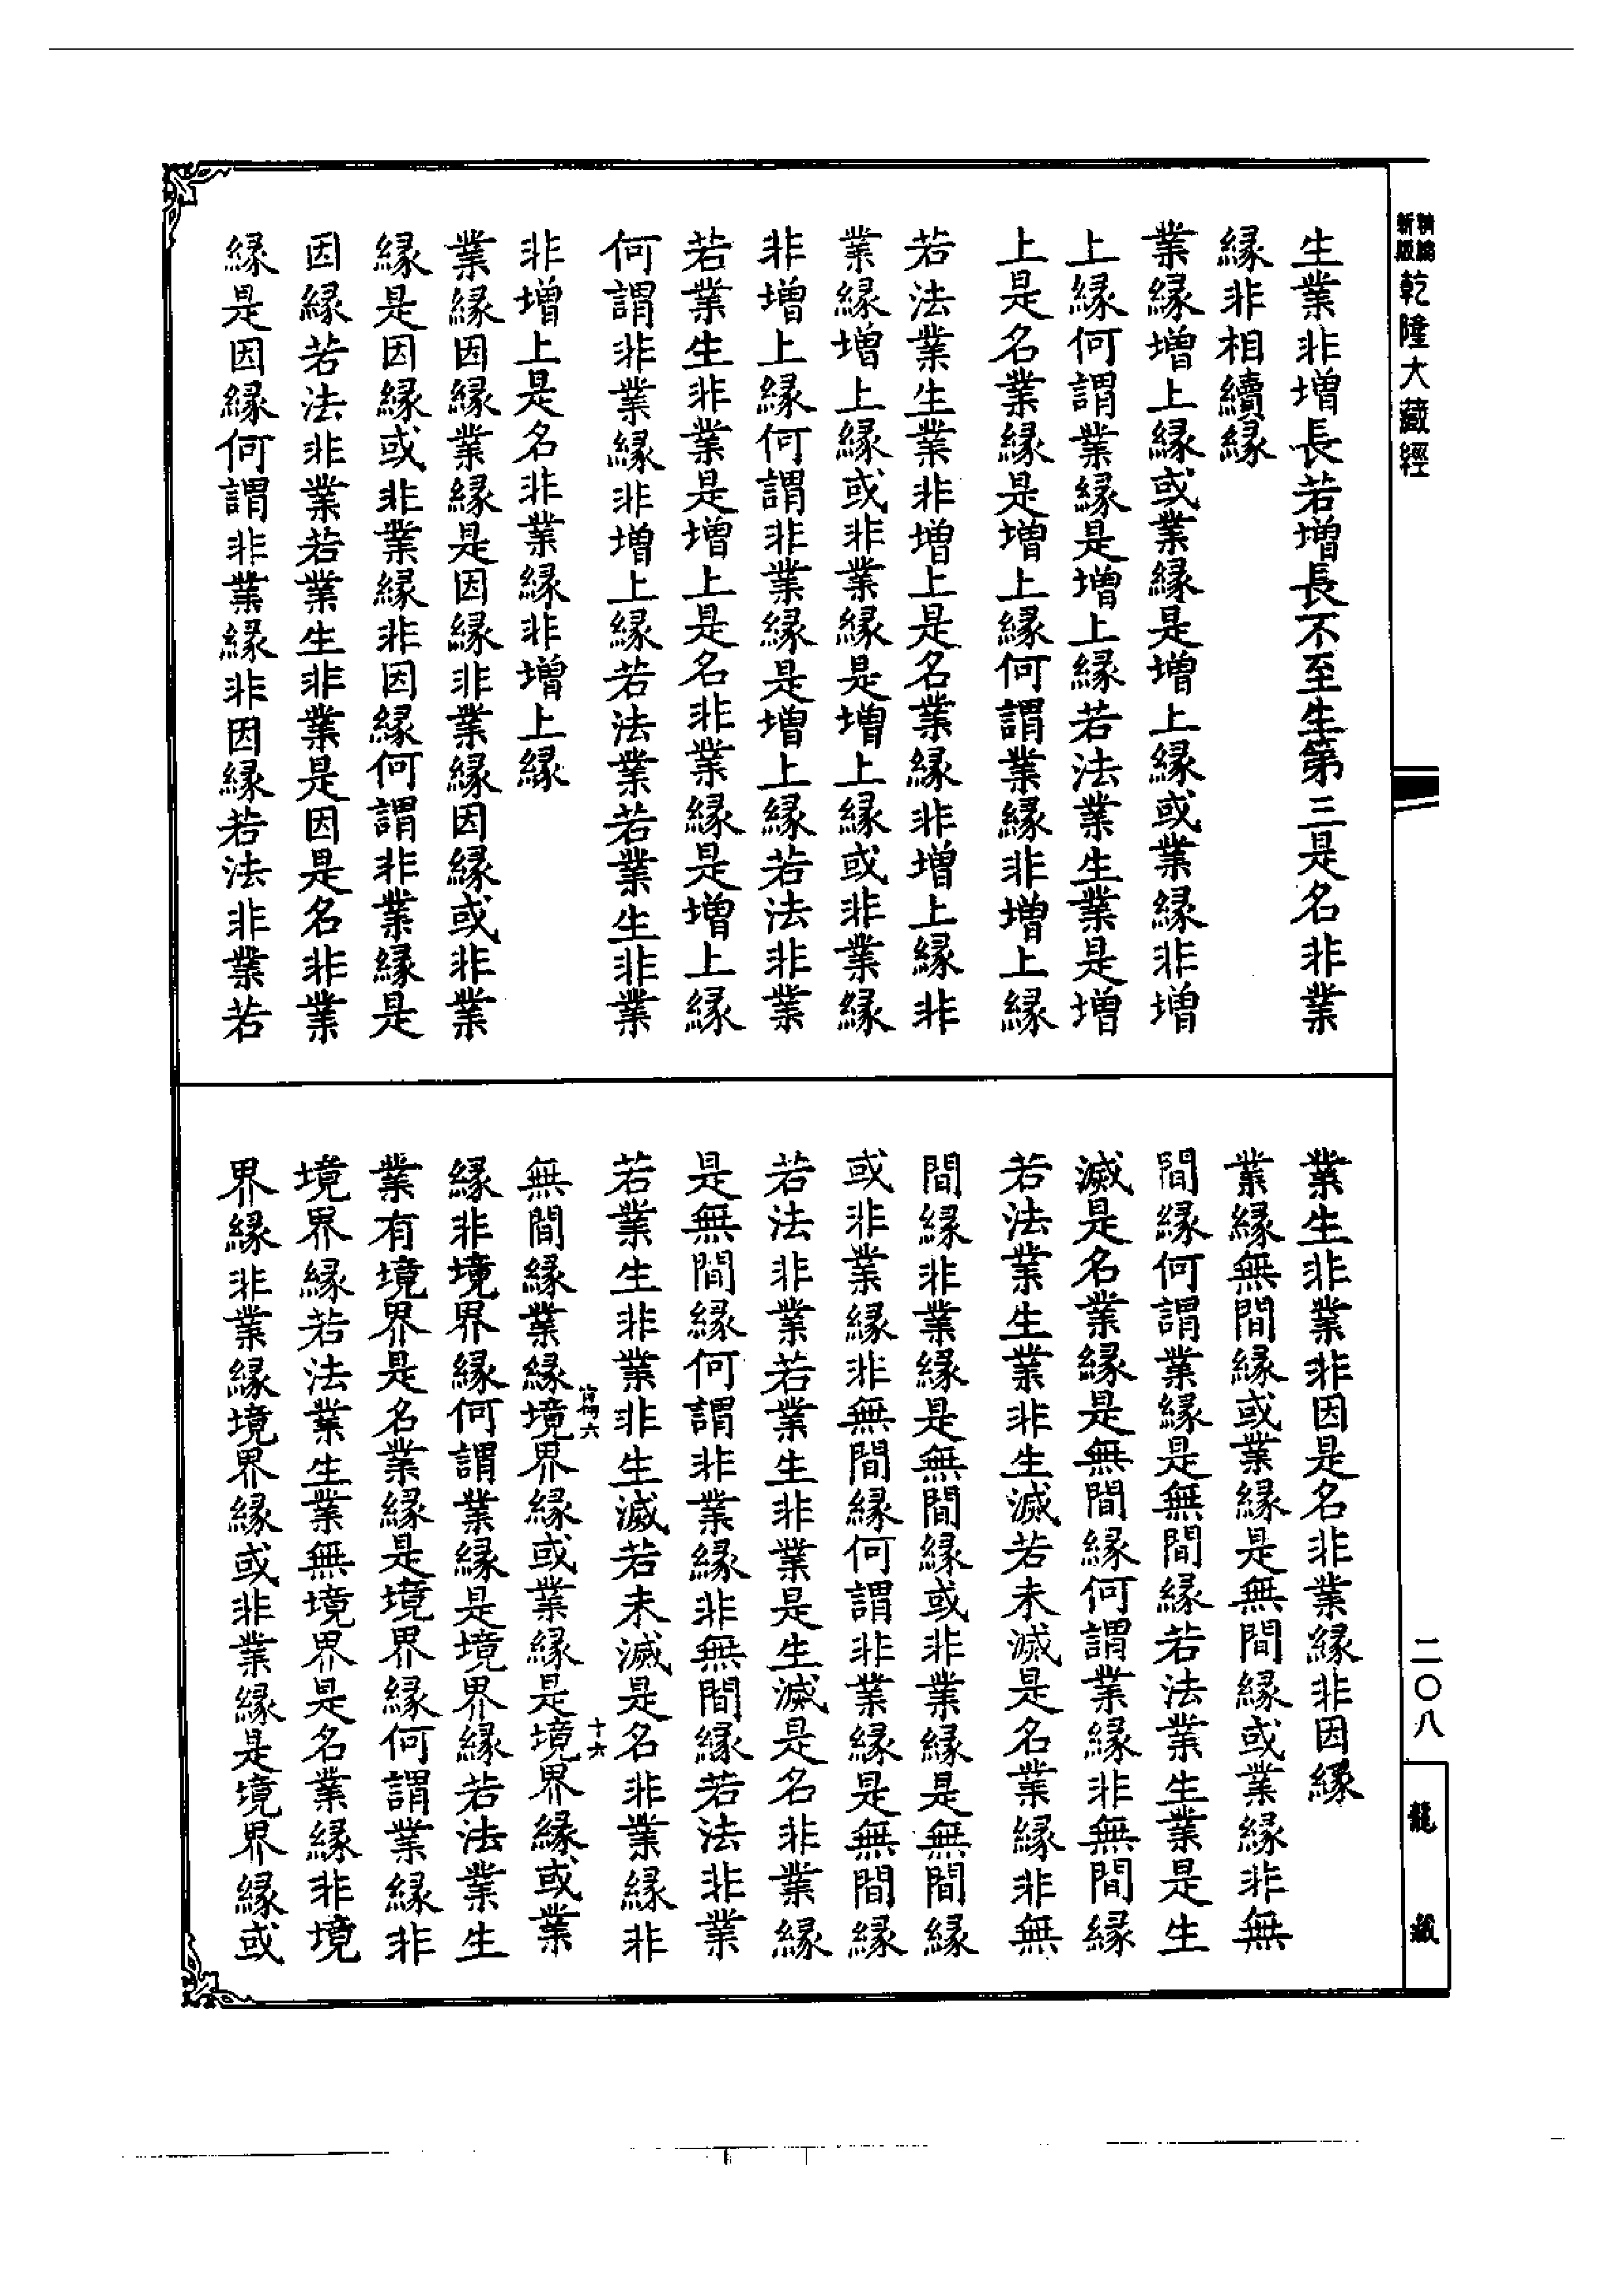 新版
精編
乾隆大藏經
生業非增長若增長不至生第三是名非業
緣非相續緣
業緣增上緣或業緣是增上緣或業緣非增
上緣何謂業緣是增上緣若法業生業是增
上是名業緣是增上緣何謂業緣非增上緣
若法業生業非增上是名業緣非增上緣非
業緣增上緣或非業緣是增上緣或非業緣
非增上緣何謂非業緣是增上緣若法非業
若業生非業是增上是名非業緣是增上緣
何謂非業緣非增上緣若法業若業生非業
非增上是名非業緣非增上緣
業緣因緣業緣是因緣非業緣因緣或非業
緣是因緣或非業緣非因緣何謂非業緣是
因緣若法非業若業生非業是因是名非業
緣是因緣何謂非業緣非因緣若法非業若
業生非業非因是名非業緣非因緣
業緣無間緣或業緣是無間緣或業緣非無
間緣何謂業緣是無間緣若法業生業是生
滅是名業緣是無間緣何謂業緣非無間緣
若法業生業非生滅若未滅是名業緣非無
間緣非業緣是無間緣或非業緣是無間緣
或非業緣非無間緣何謂非業緣是無間緣
若法非業若業生非業是生滅是名非業緣
是無間緣何謂非業緣非無間緣若法非業
若業生非業非生滅若未滅是名非業緣非
無間緣業緣境界緣或業緣是境界緣或業
緣非境界緣何謂業緣是境界緣若法業生
業有境界是名業緣是境界緣何謂業緣非
境界緣若法業生業無境界是名業緣非境
界緣非業緣境界緣或非業緣是境界緣或
六
十六
二〇八
龍藏